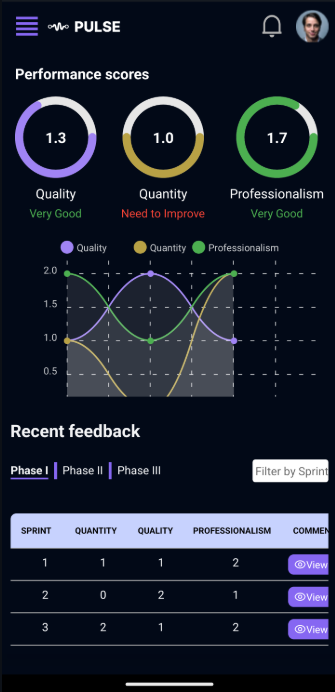 PULSE
Performance scores
1.3 1.0 1.7
Quality Quantity Professionalism
Very Good Need to Improve Very Good
Quality Quantity Professionalism
2.0
1.5
1.0
0.5
Recent feedback
Phase I Phase II Phase III Filter by Sprint
SPRINT QUANTITY QUALITY PROFESSIONALISM COMMEN
1 1 1 2 View
2 0 2 1 View
3 2 1 2 View